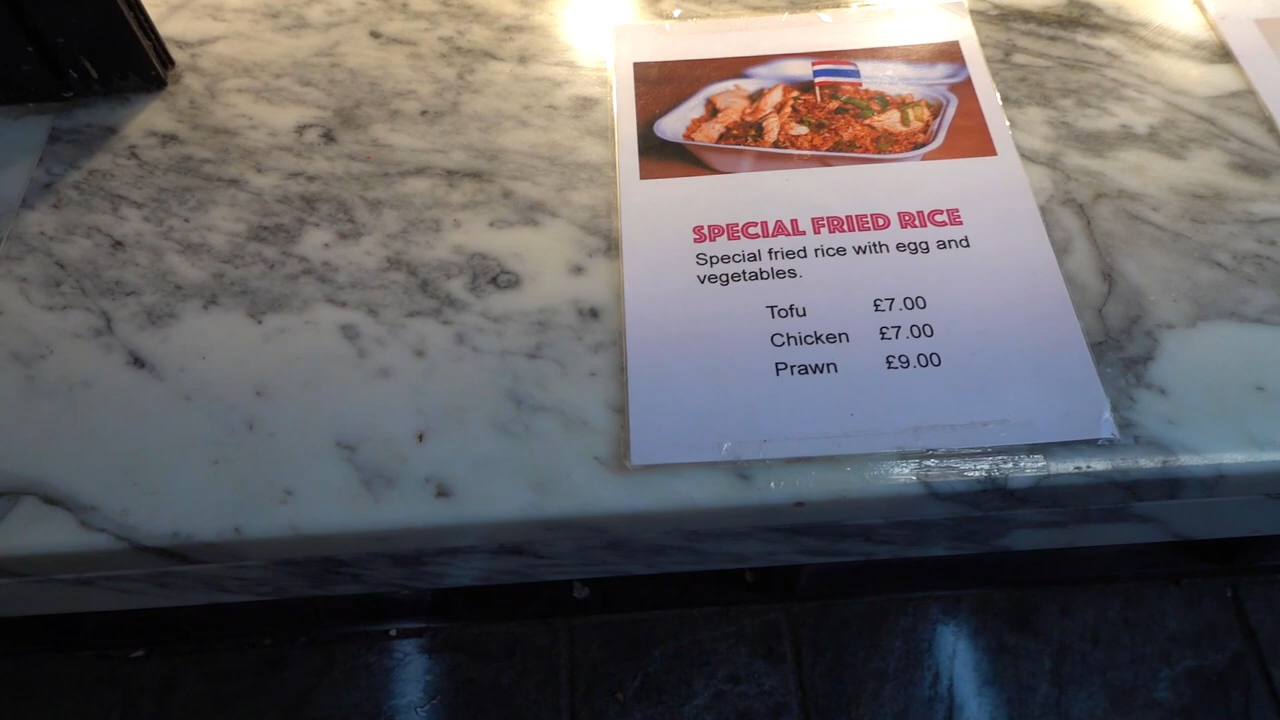 SPECIAL FRIED RICE
Special fried rice with egg and
vegetables.
Tofu £7.00
Chicken £7.00
Prawn £9.00